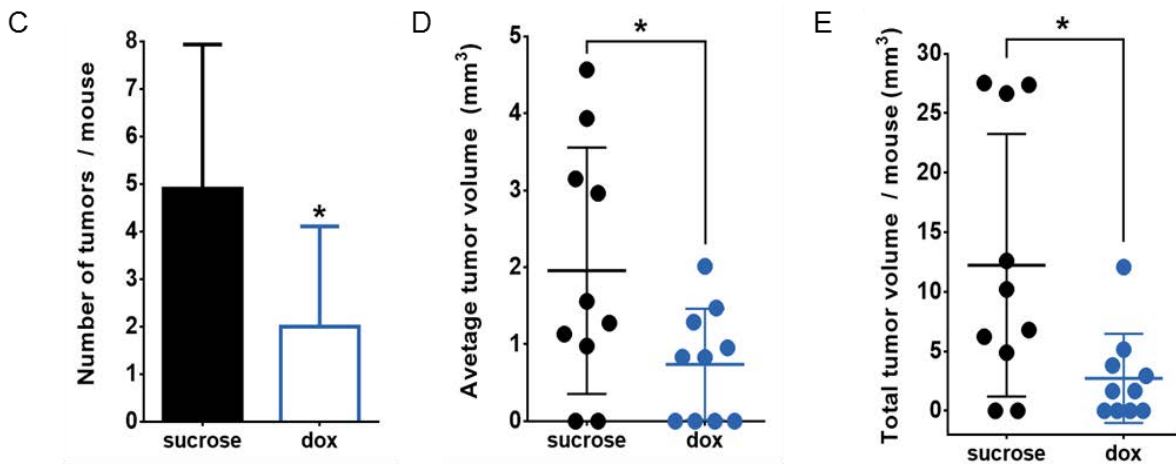 C
Number of tumors / mouse
8
7
6
5
4
3
2
1
0
*
sucrose dox
D
Avetage tumor volume (mm³)
5
4
3
2
1
0
*
sucrose dox
E
Total tumor volume / mouse (mm³)
30
25
20
15
10
5
0
*
sucrose dox